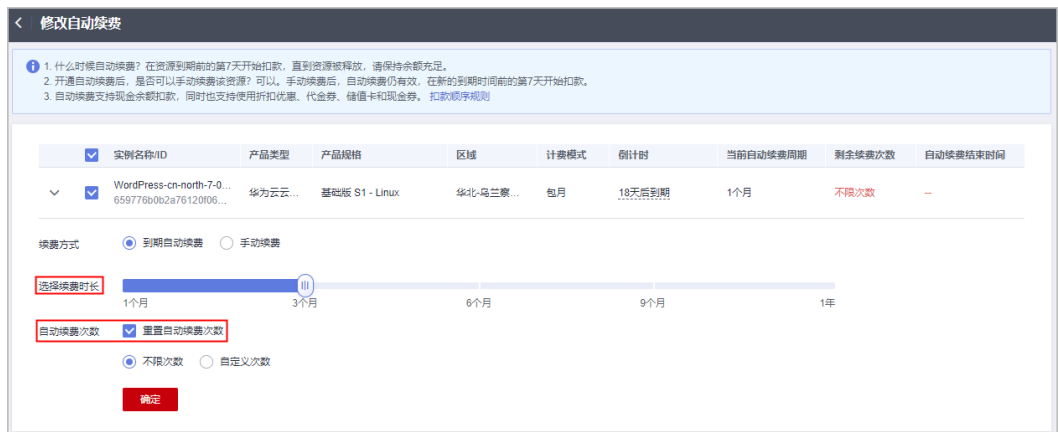 修改自动续费
1. 什么时候自动续费？在资源到期前的第7天开始扣款，直到资源被释放，请保持余额充足。
2. 开通自动续费后，是否可以手动续费该资源？可以。手动续费后，自动续费仍有效，在新的到期时间前的第7天开始扣款。
3. 自动续费支持现金余额扣款，同时也支持使用折扣优惠、代金券、储值卡和现金券。 扣款顺序规则
实例名称/ID 产品类型 产品规格 区域 计费模式 倒计时 当前自动续费周期 剩余续费次数 自动续费结束时间
WordPress-cn-north-7-0... 华为云云... 基础版 S1 - Linux 华北-乌兰察... 包月 18天后到期 1个月 不限次数 --
659776b0b2a76120f06...
续费方式 到期自动续费 手动续费
选择续费时长
1个月 3个月 6个月 9个月 1年
自动续费次数 重置自动续费次数
不限次数 自定义次数
确定